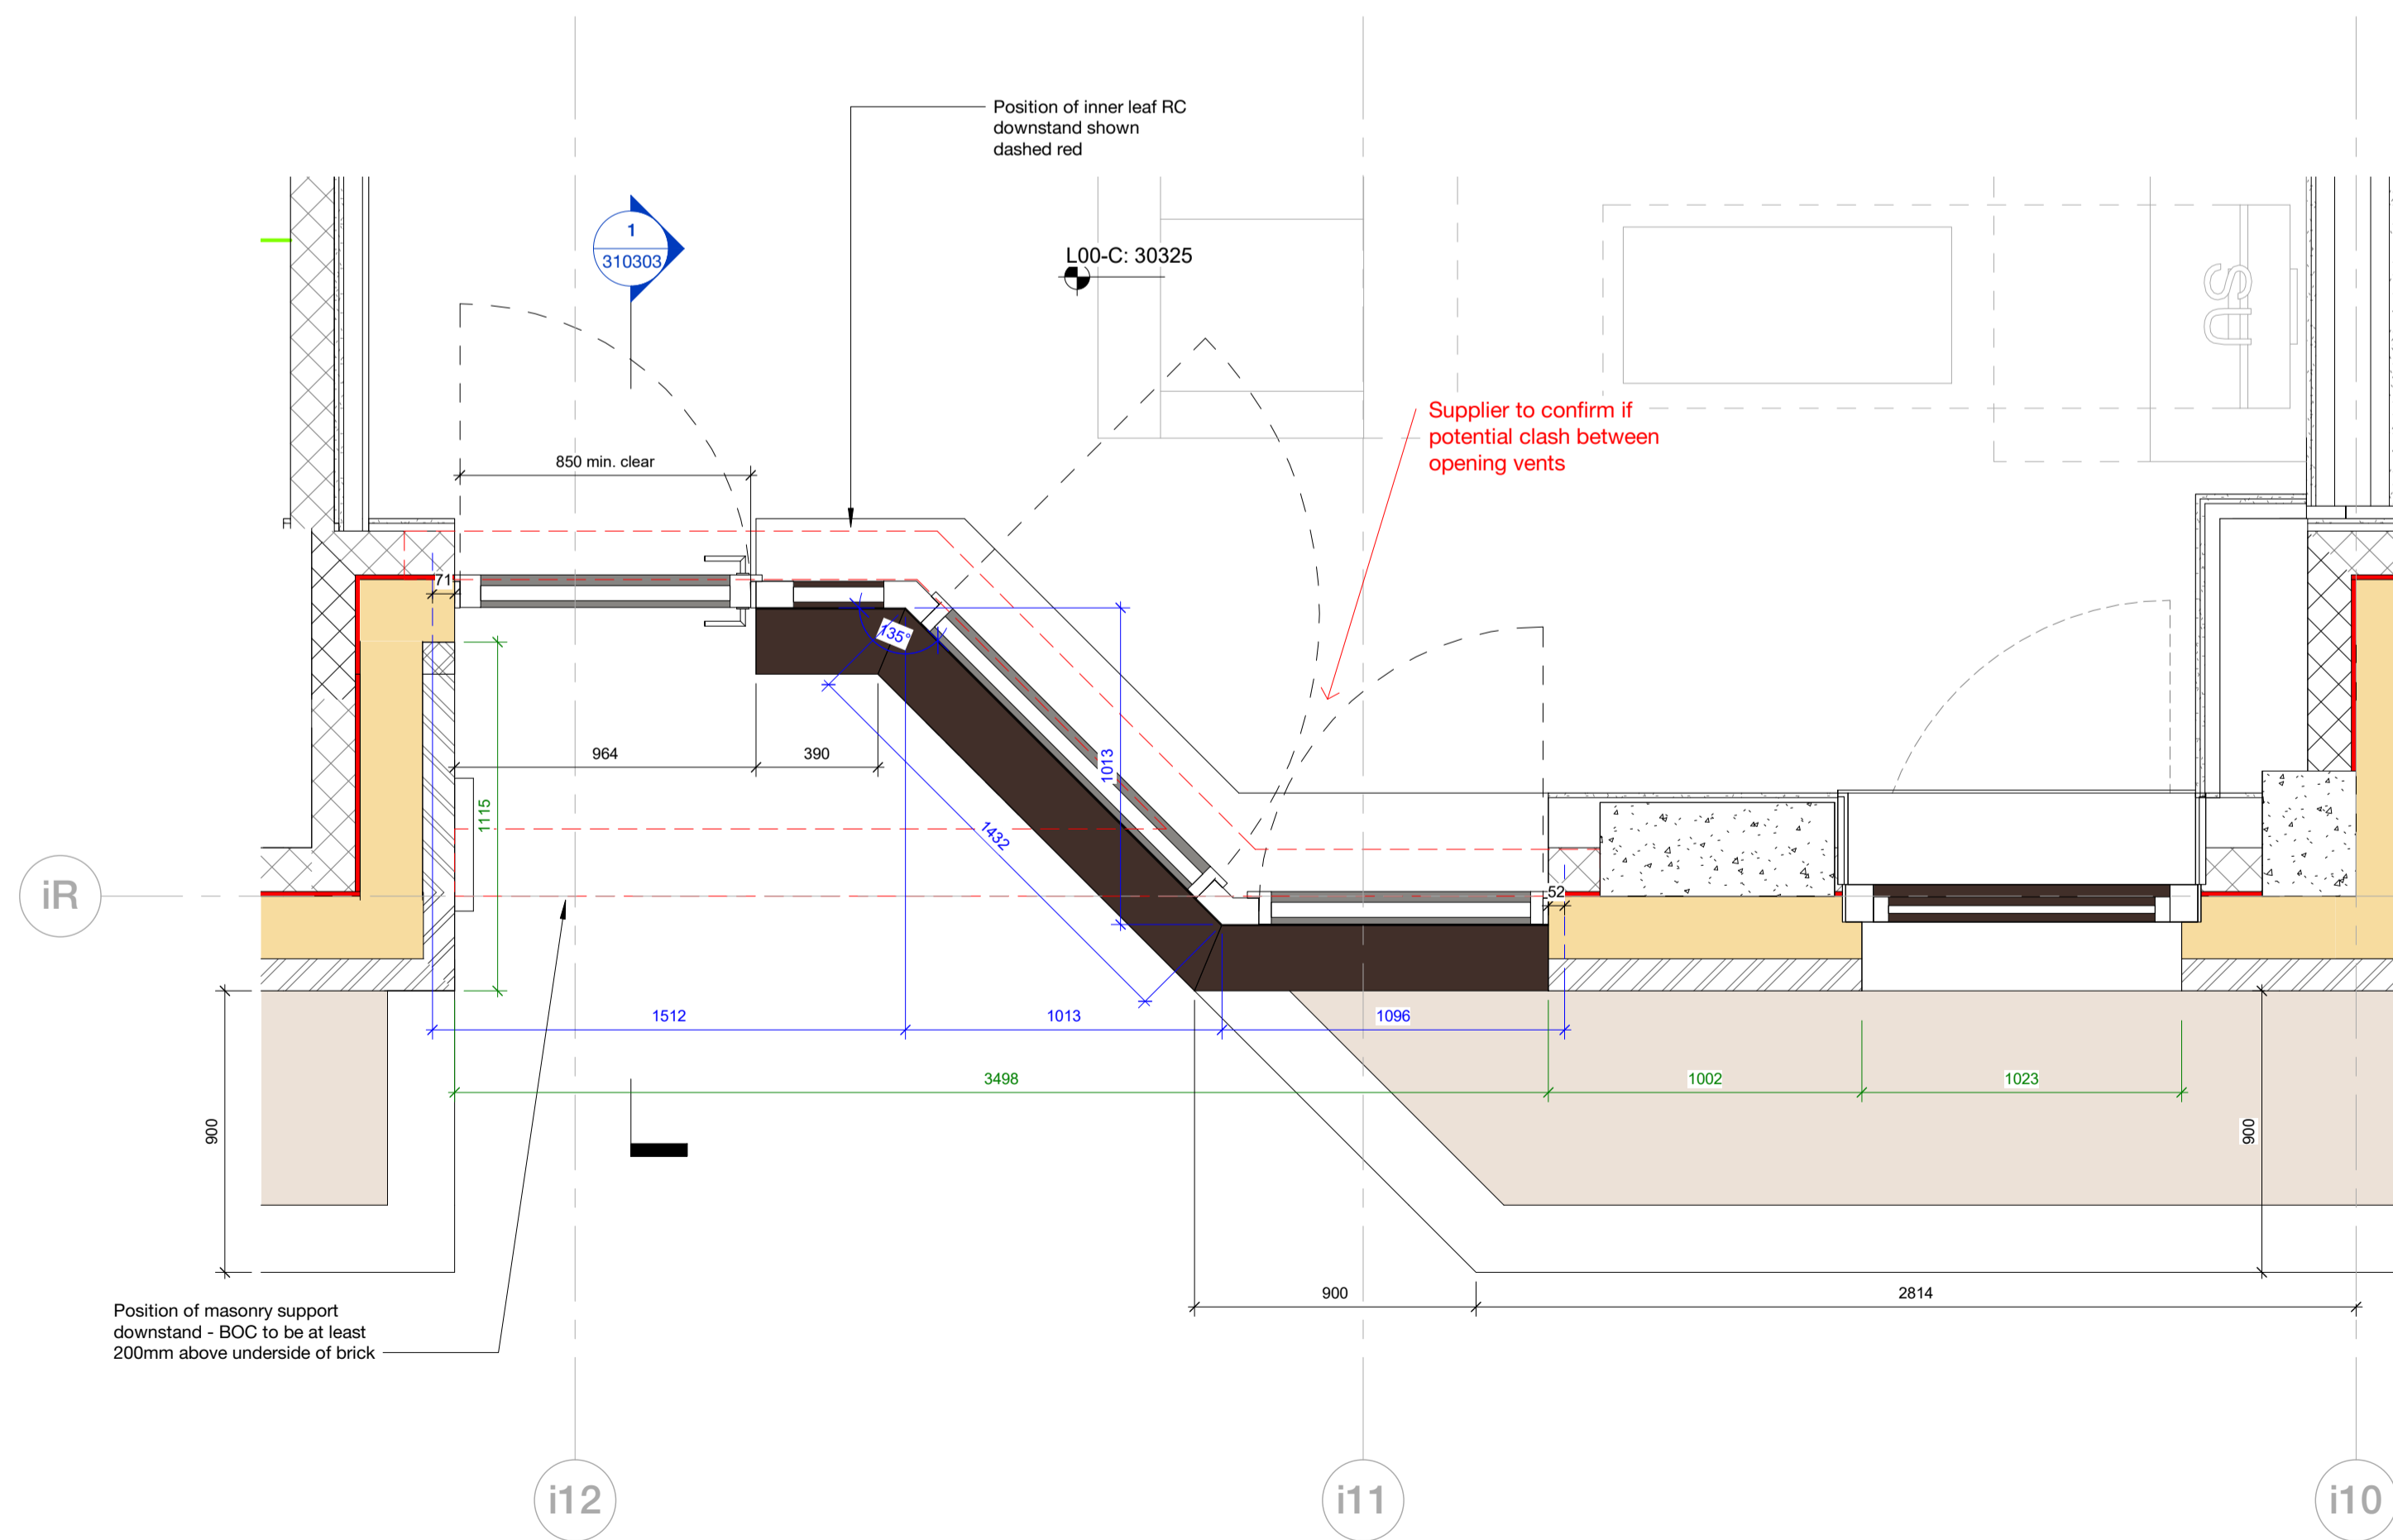 Position of inner leaf RC
downstand shown
dashed red
1
310303
L00-C: 30325
SU
Supplier to confirm if
potential clash between
opening vents
850 min. clear
71
135°
964
390
1013
1115
1432
52
iR
1512
1013
1096
3498
1002
1023
900
900
900
2814
Position of masonry support
downstand - BOC to be at least
200mm above underside of brick
i12
i11
i10